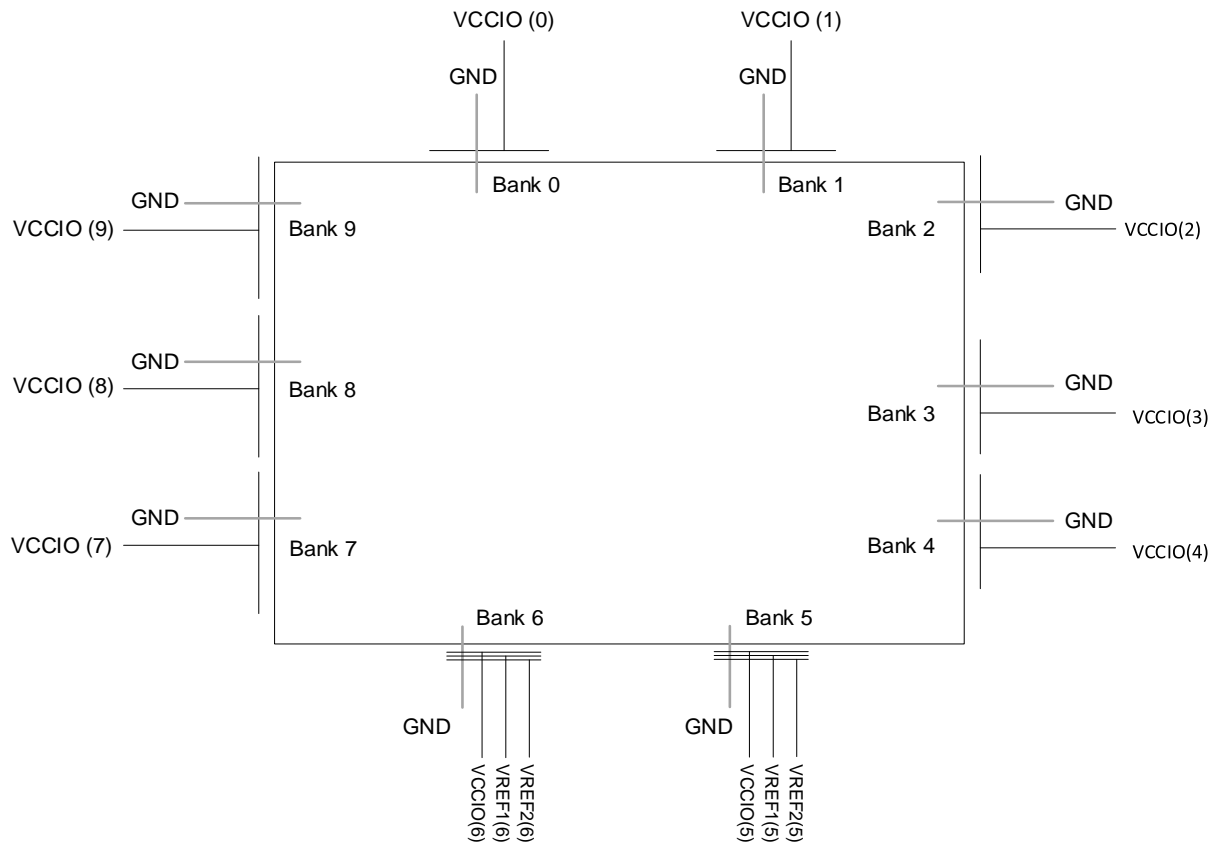 VCCIO (0)
VCCIO (1)
GND
GND
Bank 0
Bank 1
GND
VCCIO (9)
Bank 9
Bank 2
GND
VCCIO(2)
GND
VCCIO (8)
Bank 8
Bank 3
GND
VCCIO(3)
GND
VCCIO (7)
Bank 7
Bank 4
GND
VCCIO(4)
Bank 6
Bank 5
GND
GND
VCCIO(6)
VREF1(6)
VREF2(6)
VCCIO(5)
VREF1(5)
VREF2(5)